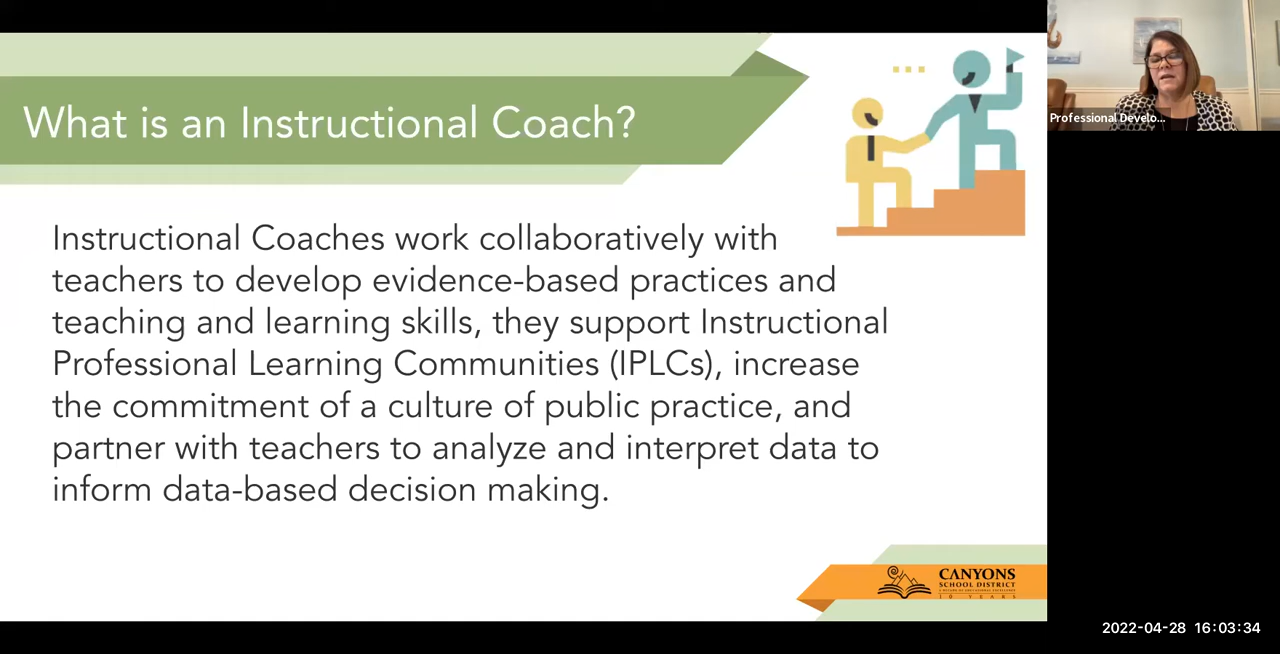 What is an Instructional Coach?
Instructional Coaches work collaboratively with
teachers to develop evidence-based practices and
teaching and learning skills, they support Instructional
Professional Learning Communities (IPLCs), increase
the commitment of a culture of public practice, and
partner with teachers to analyze and interpret data to
inform data-based decision making.
Professional Develo...
CANYONS
SCHOOL DISTRICT
10 YEARS
2022-04-28 16:03:34